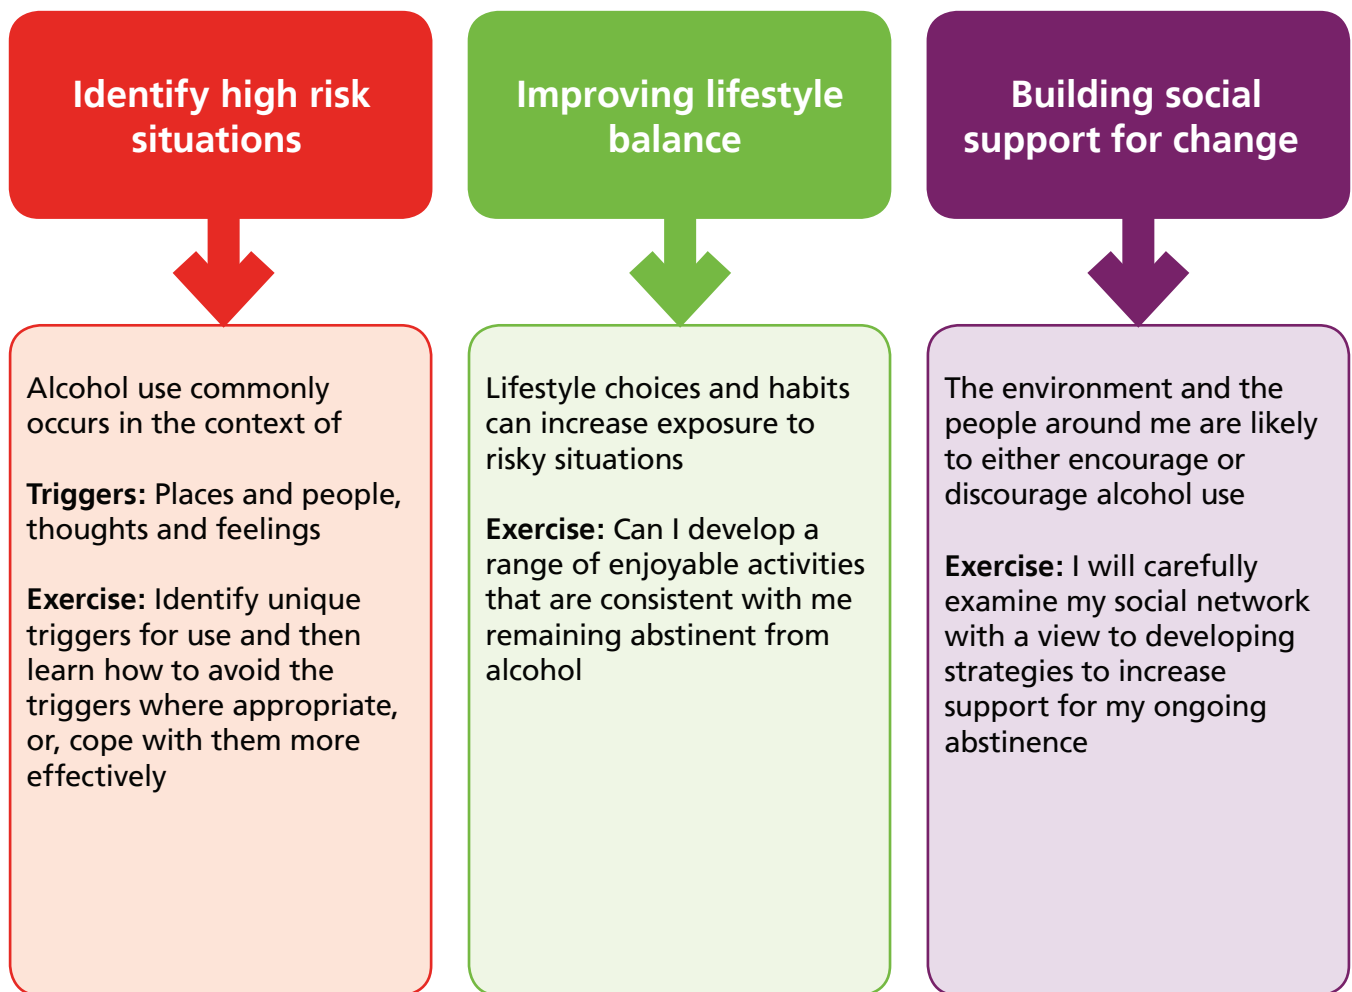 Identify high risk
situations
Alcohol use commonly
occurs in the context of
Triggers: Places and people,
thoughts and feelings
Exercise: Identify unique
triggers for use and then
learn how to avoid the
triggers where appropriate,
or, cope with them more
effectively
Improving lifestyle
balance
Lifestyle choices and habits
can increase exposure to
risky situations
Exercise: Can I develop a
range of enjoyable activities
that are consistent with me
remaining abstinent from
alcohol
Building social
support for change
The environment and the
people around me are likely
to either encourage or
discourage alcohol use
Exercise: I will carefully
examine my social network
with a view to developing
strategies to increase
support for my ongoing
abstinence